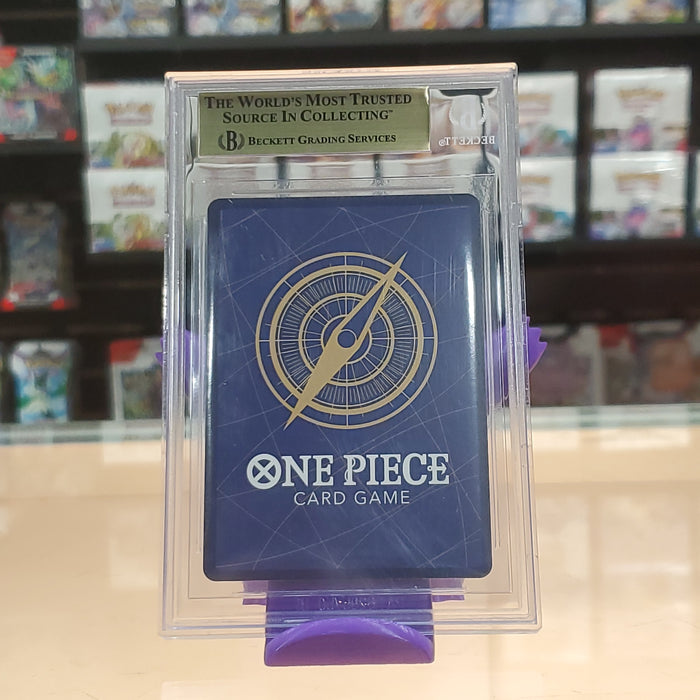 THE WORLD'S MOST TRUSTED
SOURCE IN COLLECTING™
B BECKETT GRADING SERVICES
BECKETT®
ONE PIECE
CARD GAME